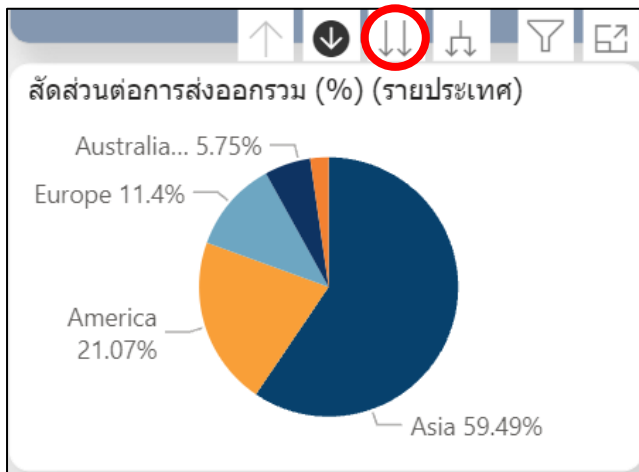 สัดส่วนต่อการส่งออกรวม (%) (รายประเทศ)
Australia... 5.75%
Europe 11.4%
America
21.07%
Asia 59.49%